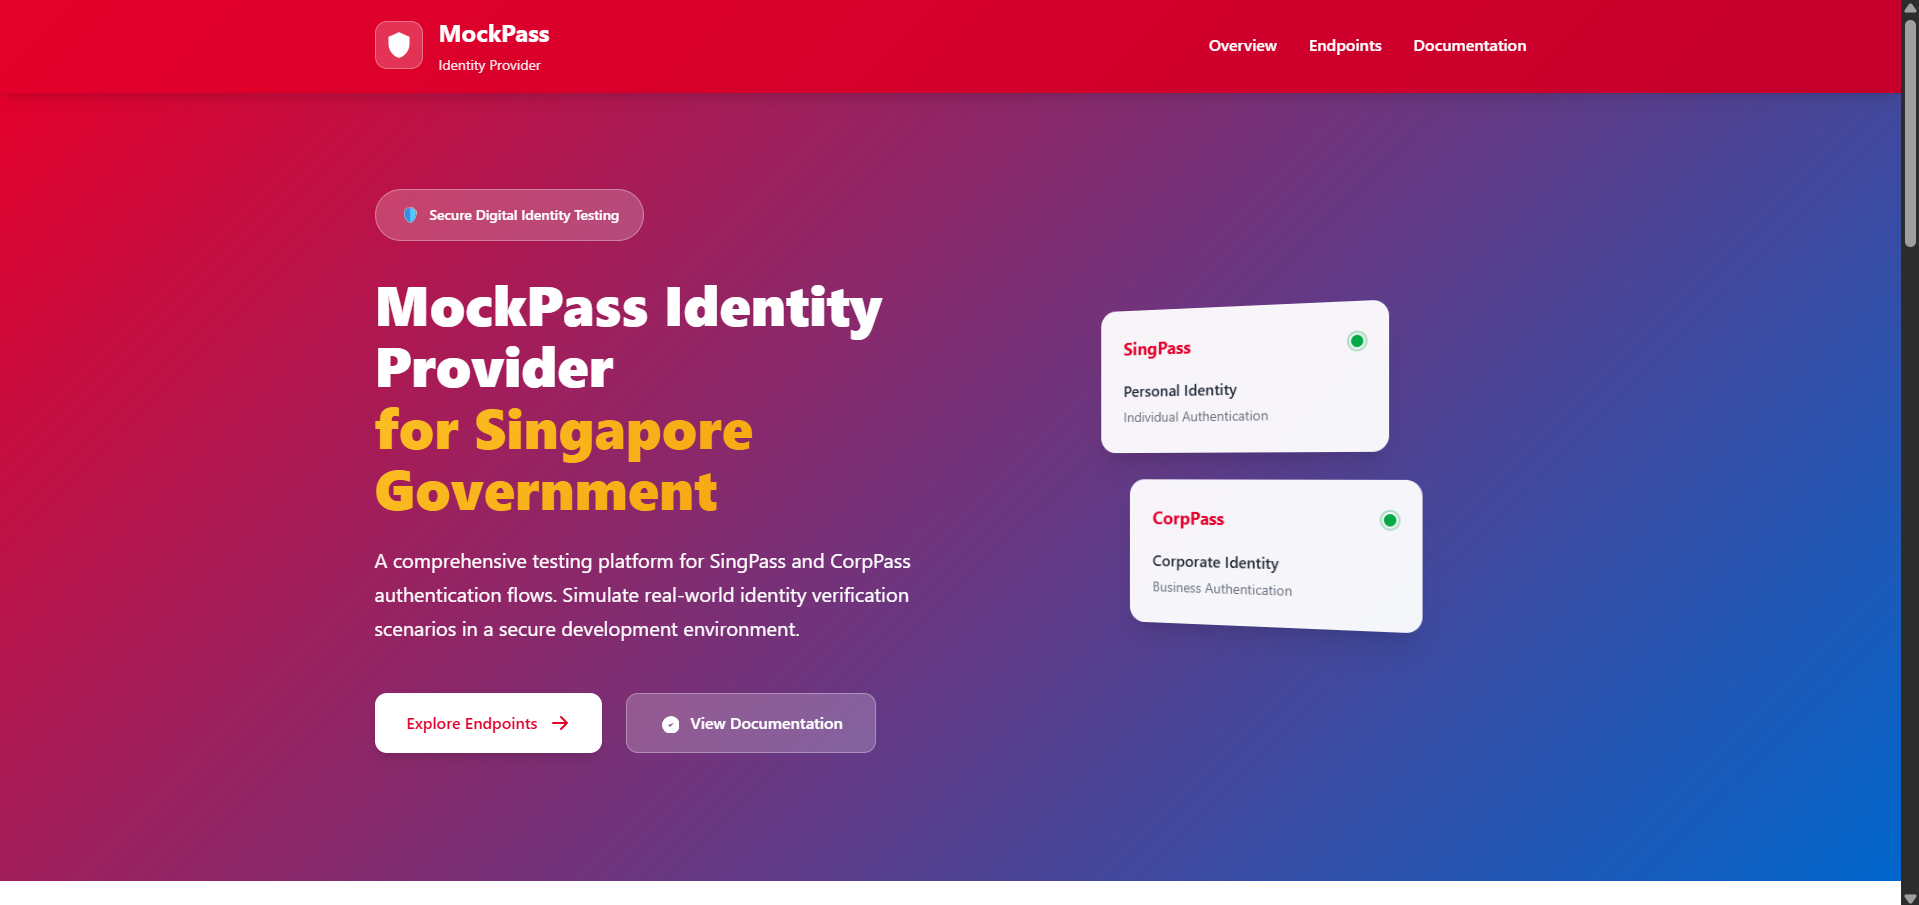 MockPass
Identity Provider
Overview
Endpoints
Documentation
Secure Digital Identity Testing
MockPass Identity
Provider
for Singapore
Government
A comprehensive testing platform for SingPass and CorpPass
authentication flows. Simulate real-world identity verification
scenarios in a secure development environment.
Explore Endpoints
View Documentation
SingPass
Personal Identity
Individual Authentication
CorpPass
Corporate Identity
Business Authentication